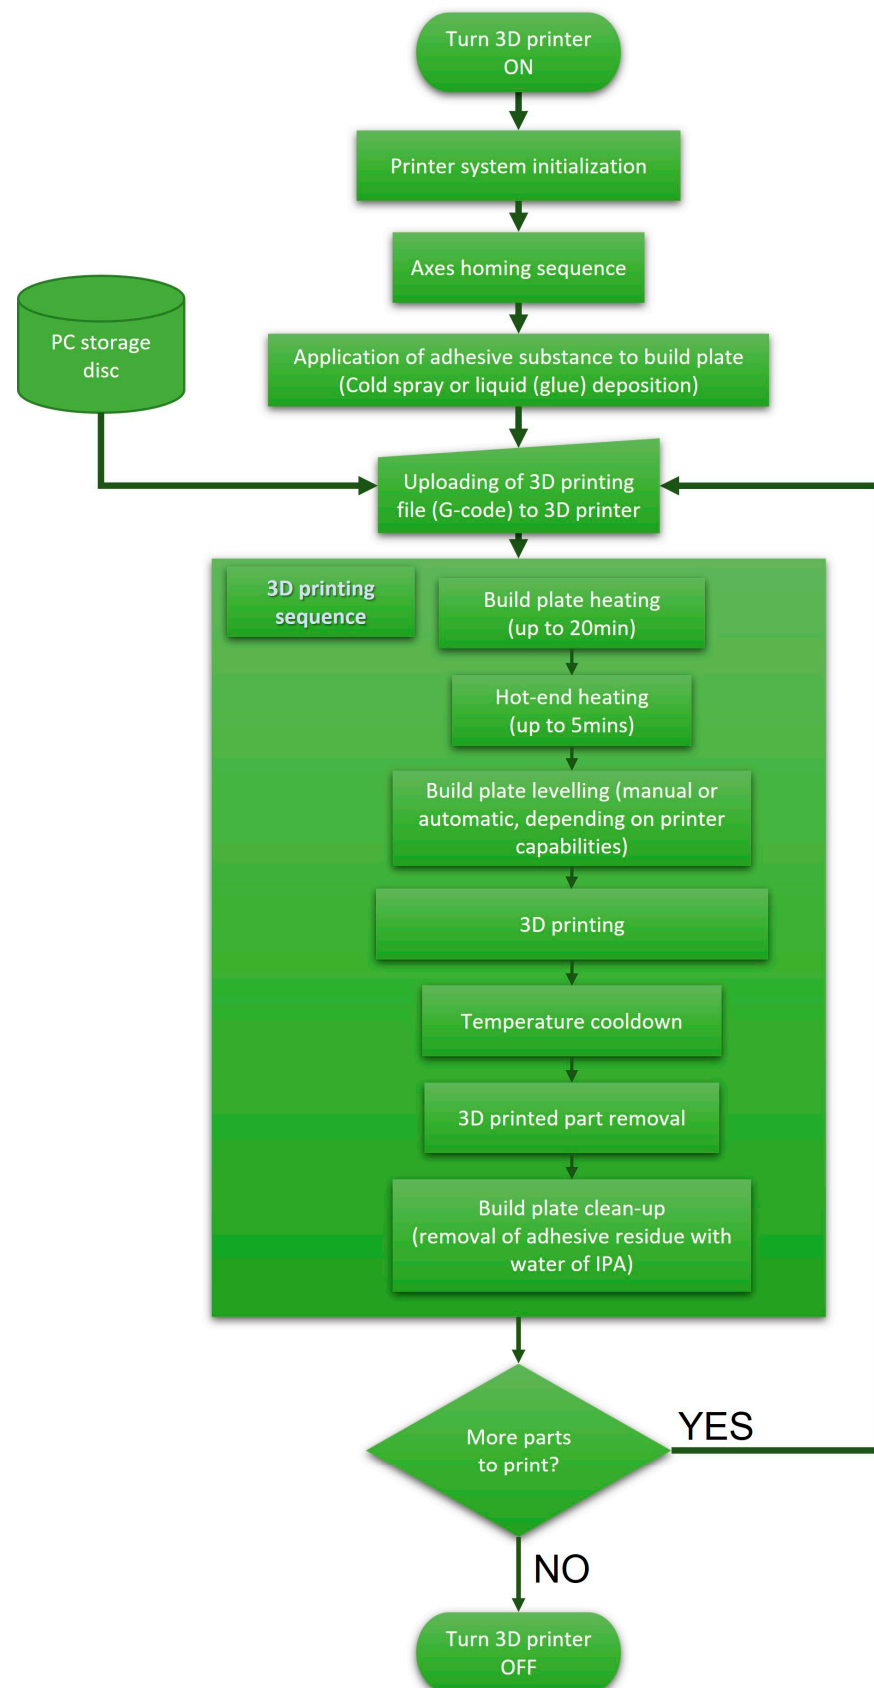 Turn 3D printer
ON
Printer system initialization
Axes homing sequence
PC storage
disc
Application of adhesive substance to build plate
(Cold spray or liquid (glue) deposition)
Uploading of 3D printing
file (G-code) to 3D printer
3D printing
sequence
Build plate heating
(up to 20min)
Hot-end heating
(up to 5mins)
Build plate levelling (manual or
automatic, depending on printer
capabilities)
3D printing
Temperature cooldown
3D printed part removal
Build plate clean-up
(removal of adhesive residue with
water of IPA)
More parts
to print?
YES
NO
Turn 3D printer
OFF